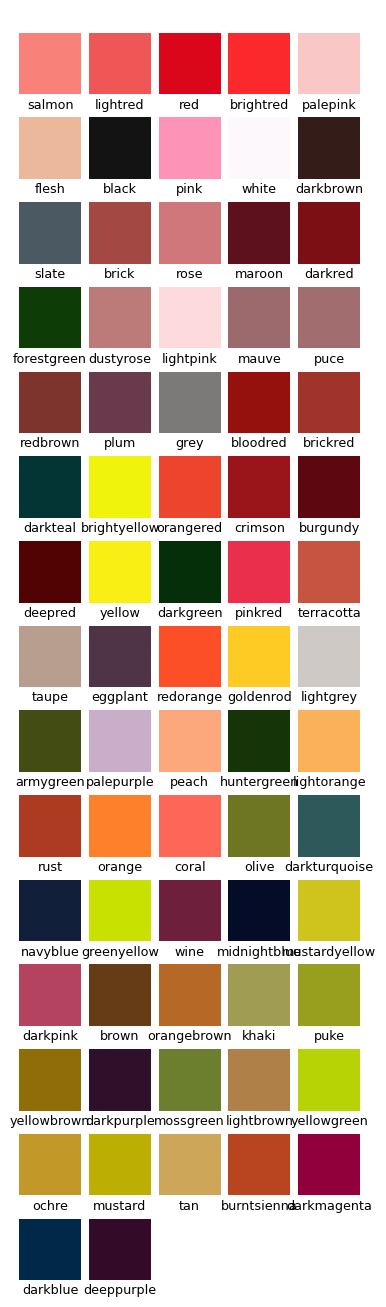 salmon lightred red brightred palepink
flesh black pink white darkbrown
slate brick rose maroon darkred
forestgreen dustyrose lightpink mauve puce
redbrown plum grey bloodred brickred
darkteal brightyellow orangered crimson burgundy
deepred yellow darkgreen pinkred terracotta
taupe eggplant redorange goldenrod lightgrey
armygreen palepurple peach huntergreen lightorange
rust orange coral olive darkturquoise
navyblue greenyellow wine midnightblue mustardyellow
darkpink brown orangebrown khaki puke
yellowbrown darkpurple mossgreen lightbrown yellowgreen
ochre mustard tan burntsienna darkmagenta
darkblue deeppurple